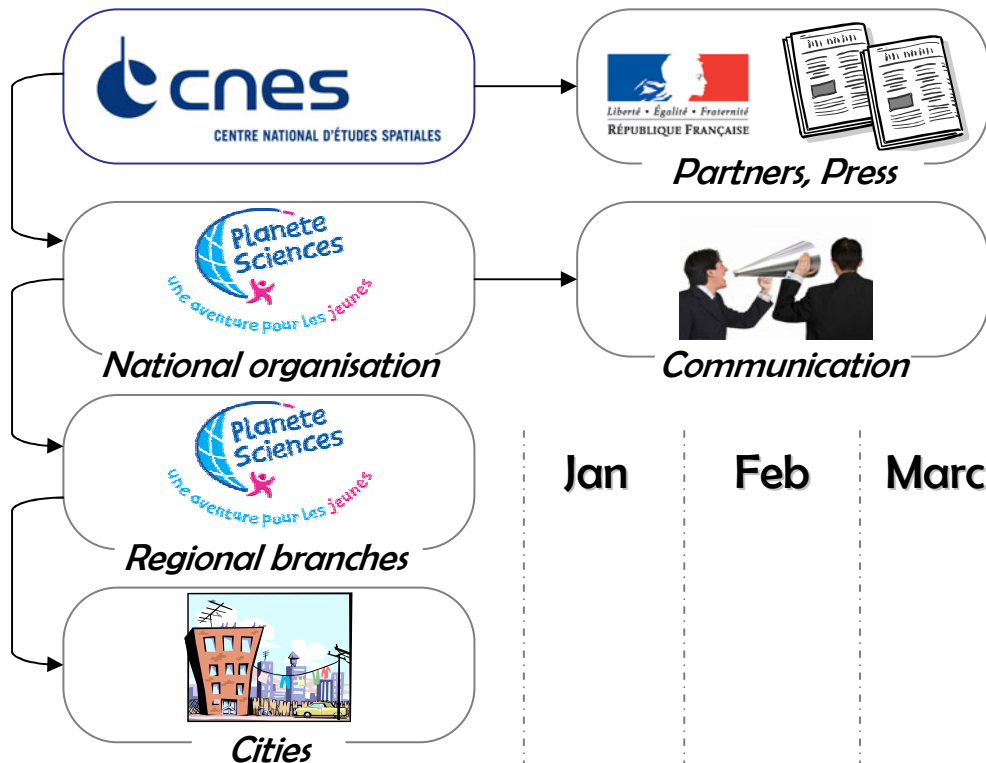 cnes
CENTRE NATIONAL D'ÉTUDES SPATIALES
Liberté • Égalité • Fraternité
RÉPUBLIQUE FRANÇAISE
Partners, Press
Planete
Sciences
une aventure pour les jeunes
National organisation
Communication
Planete
Sciences
une aventure pour les jeunes
Regional branches
Jan
Feb
Marc
Cities